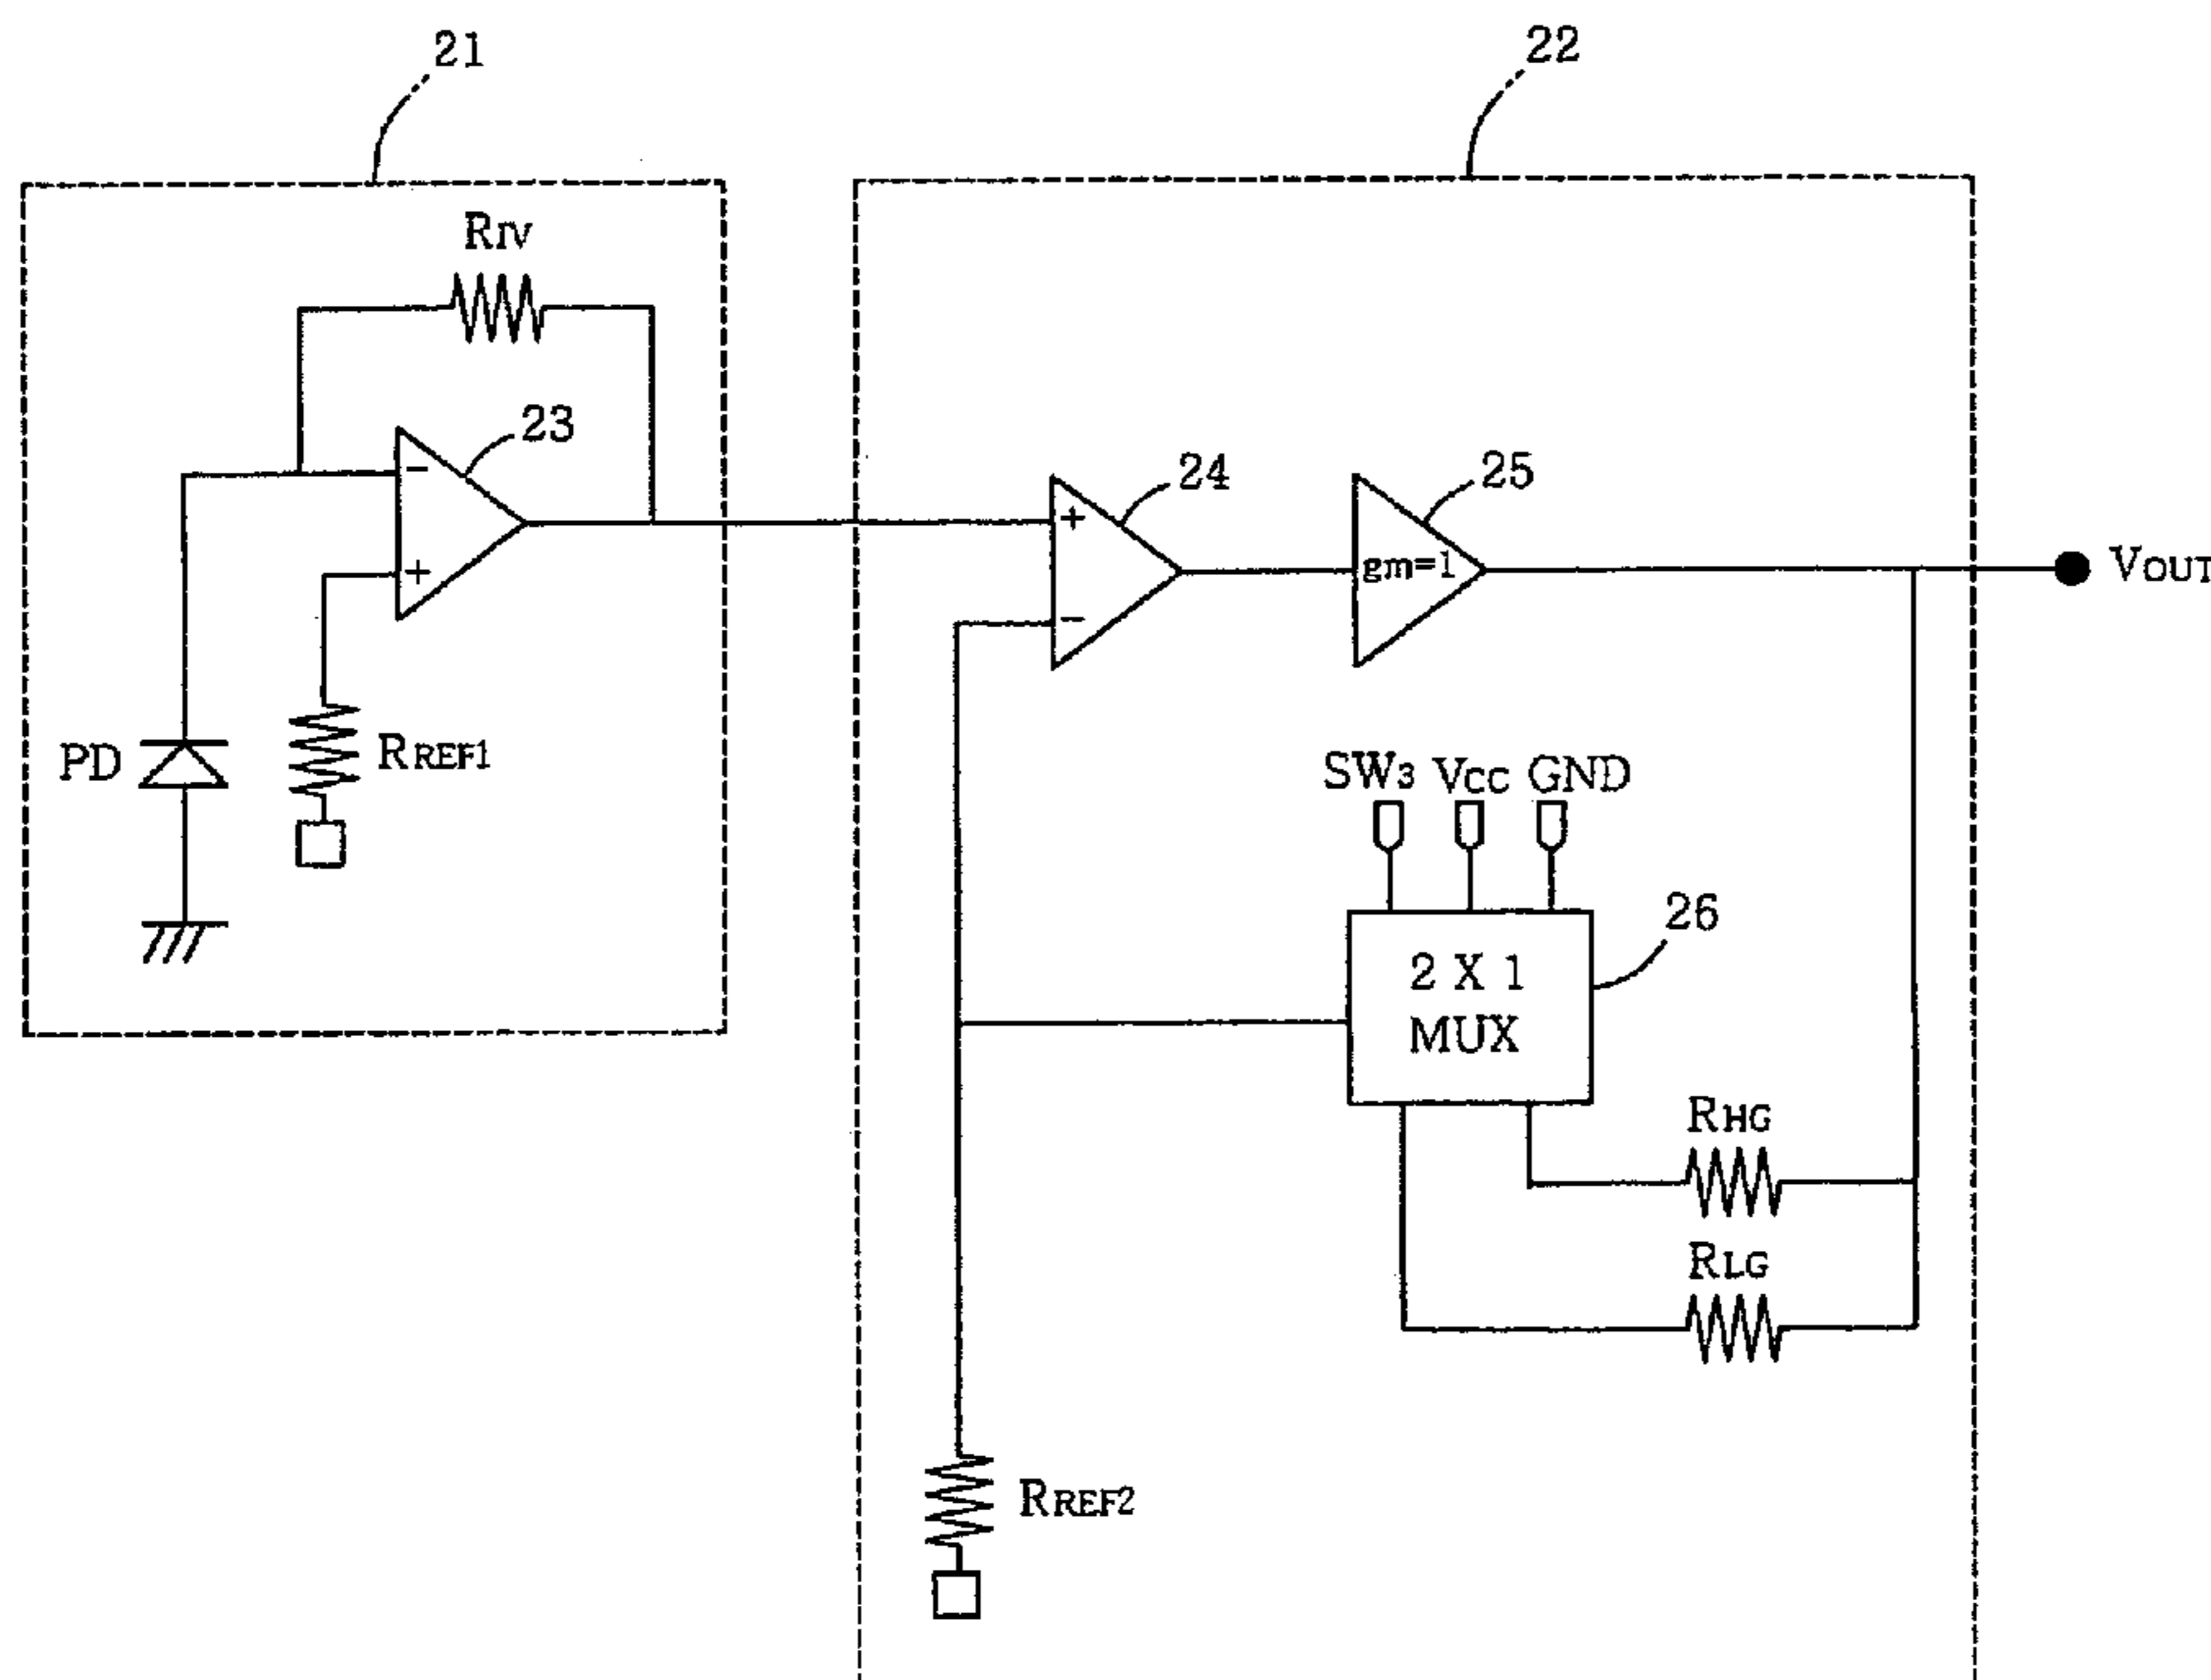 21
22
RIV
23
24
25
-
+
+
-
gm=1
VOUT
PD
RREF1
SW3 VCC GND
26
2 X 1
MUX
RHG
RLG
RREF2